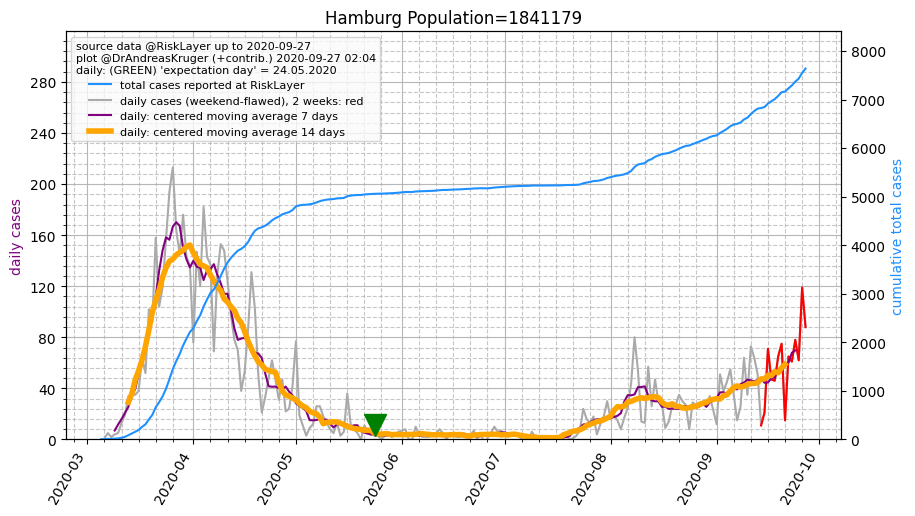 Hamburg Population=1841179
source data @RiskLayer up to 2020-09-27
plot @DrAndreasKruger (+contrib.) 2020-09-27 02:04
daily: (GREEN) 'expectation day' = 24.05.2020
total cases reported at RiskLayer
daily cases (weekend-flawed), 2 weeks: red
daily: centered moving average 7 days
daily: centered moving average 14 days
daily cases
280
240
200
160
120
80
40
0
8000
7000
6000
5000
4000
3000
2000
1000
0
cumulative total cases
2020-03
2020-04
2020-05
2020-06
2020-07
2020-08
2020-09
2020-10